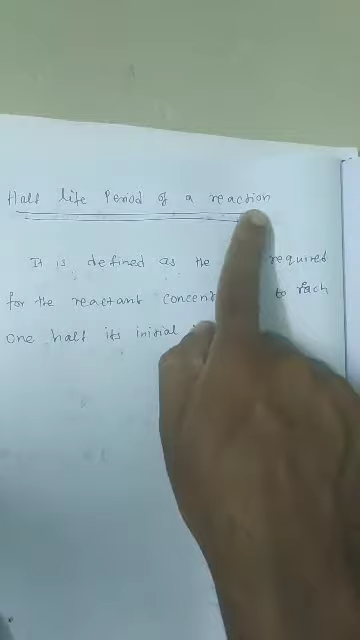 Half life Period of a reaction
It is defined as the required
for the reactant concen to rach
one half its initial